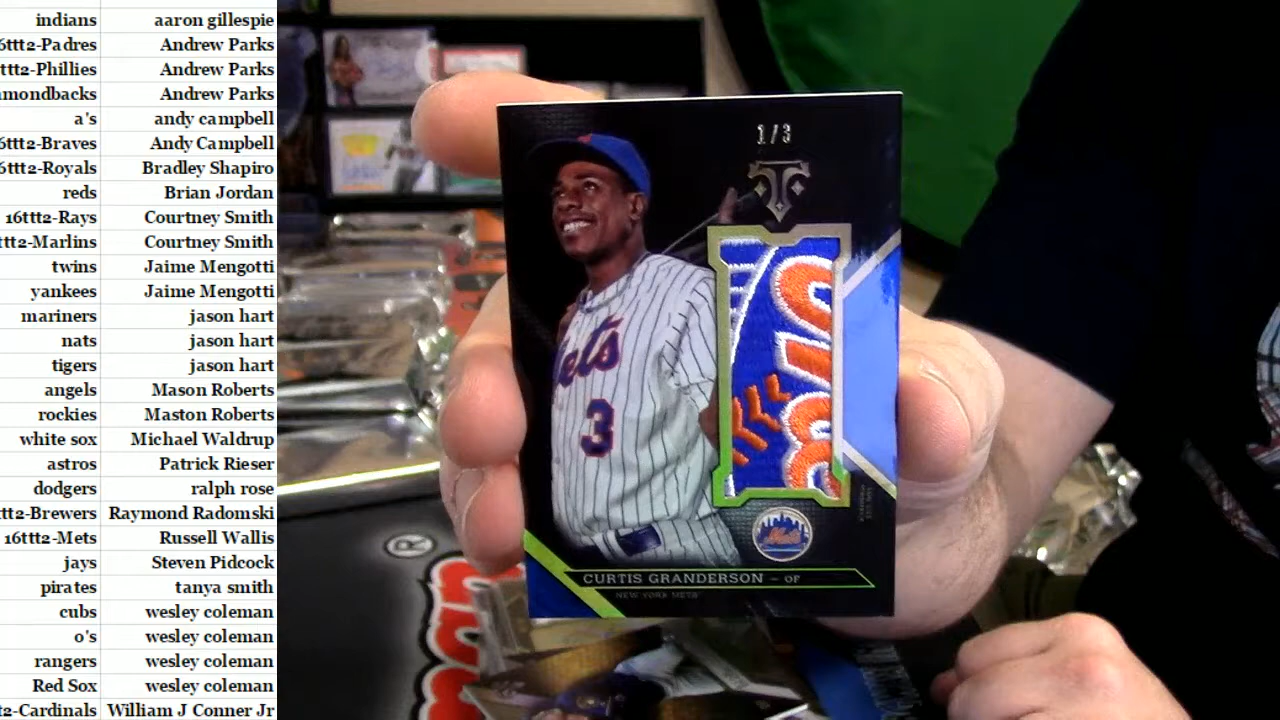 indians aaron gillespie
6ttt2-Padres Andrew Parks
ttt2-Phillies Andrew Parks
mondbacks Andrew Parks
a's andy campbell
6ttt2-Braves Andy Campbell
6ttt2-Royals Bradley Shapiro
reds Brian Jordan
16ttt2-Rays Courtney Smith
ttt2-Marlins Courtney Smith
twins Jaime Mengotti
yankees Jaime Mengotti
mariners jason hart
nats jason hart
tigers jason hart
angels Mason Roberts
rockies Maston Roberts
white sox Michael Waldrup
astros Patrick Rieser
dodgers ralph rose
tt2-Brewers Raymond Radomski
16ttt2-Mets Russell Wallis
jays Steven Pidcock
pirates tanya smith
cubs wesley coleman
o's wesley coleman
rangers wesley coleman
Red Sox wesley coleman
t2-Cardinals William J Conner Jr
1/3
T
Mets
3
Mets
CURTIS GRANDERSON – OF
NEW YORK METS
®